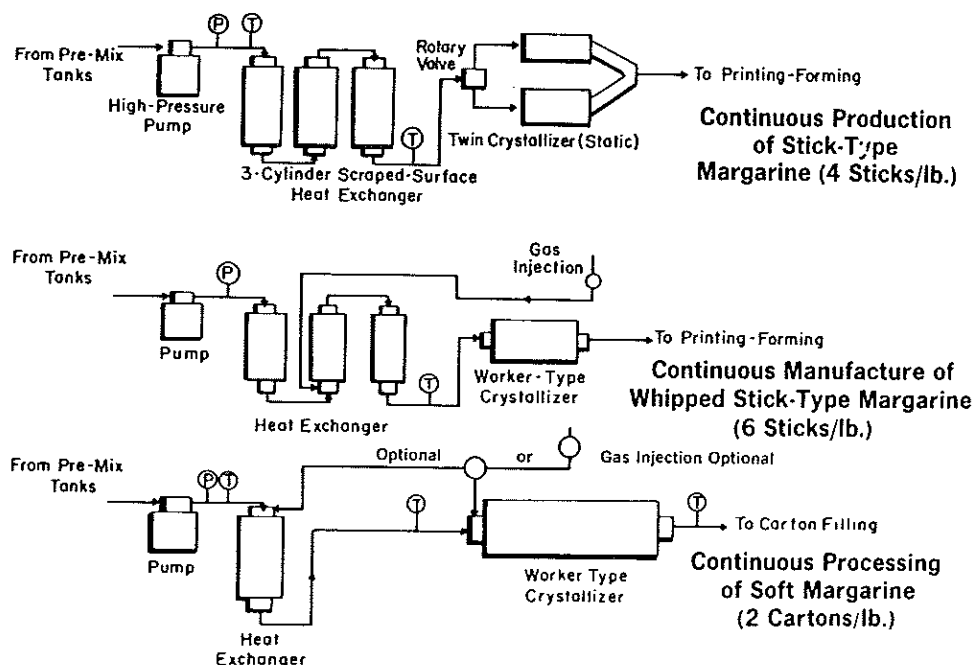 P
T
From Pre-Mix
Tanks
High-Pressure
Pump
3-Cylinder Scraped-Surface
Heat Exchanger
T
Rotary
Valve
Twin Crystallizer (Static)
To Printing-Forming
Continuous Production
of Stick-Type
Margarine (4 Sticks/lb.)
From Pre-Mix
Tanks
P
Pump
Heat Exchanger
Gas
Injection
T
Worker-Type
Crystallizer
To Printing-Forming
Continuous Manufacture of
Whipped Stick-Type Margarine
(6 Sticks/lb.)
From Pre-Mix
Tanks
P
T
Pump
Heat
Exchanger
Optional
or
Gas Injection Optional
T
Worker Type
Crystallizer
T
To Carton Filling
Continuous Processing
of Soft Margarine
(2 Cartons/lb.)